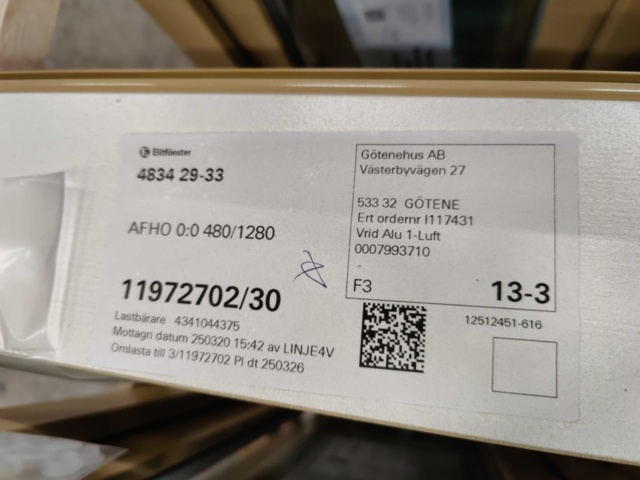 Elitfönster
4834 29-33
AFHO 0:0 480/1280
11972702/30
Lastbärare 4341044375
Mottagn datum 250320 15:42 av LINJE4V
Omlasta till 3/11972702 Pl dt 250326
Götenehus AB
Västerbyvägen 27
533 32 GÖTENE
Ert ordernr I117431
Vrid Alu 1-Luft
0007993710
-
F3 13-3
12512451-616